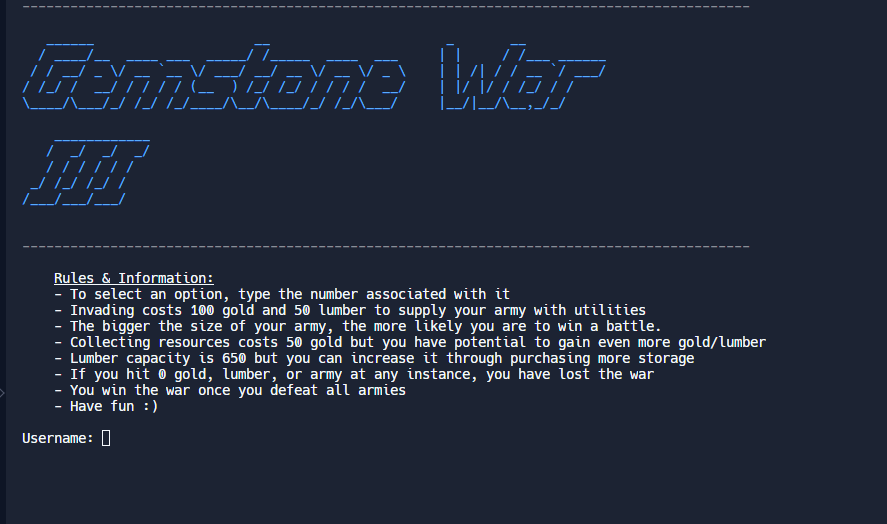 Gemstone War
III
Rules & Information:
- To select an option, type the number associated with it
- Invading costs 100 gold and 50 lumber to supply your army with utilities
- The bigger the size of your army, the more likely you are to win a battle.
- Collecting resources costs 50 gold but you have potential to gain even more gold/lumber
- Lumber capacity is 650 but you can increase it through purchasing more storage
- If you hit 0 gold, lumber, or army at any instance, you have lost the war
- You win the war once you defeat all armies
- Have fun :)
Username: